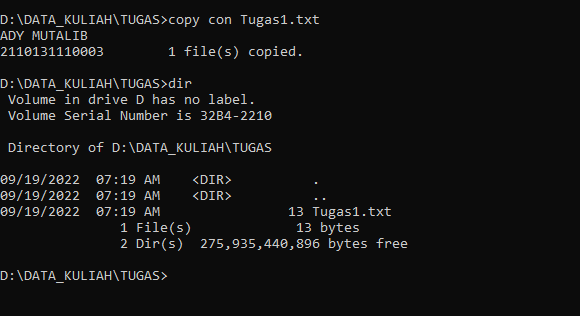 D:\DATA_KULIAH\TUGAS>copy con Tugas1.txt
ADY MUTALIB
2110131110003        1 file(s) copied.
D:\DATA_KULIAH\TUGAS>dir
 Volume in drive D has no label.
 Volume Serial Number is 32B4-2210
 Directory of D:\DATA_KULIAH\TUGAS
09/19/2022  07:19 AM    <DIR>          .
09/19/2022  07:19 AM    <DIR>          ..
09/19/2022  07:19 AM                13 Tugas1.txt
               1 File(s)             13 bytes
               2 Dir(s)  275,935,440,896 bytes free
D:\DATA_KULIAH\TUGAS>